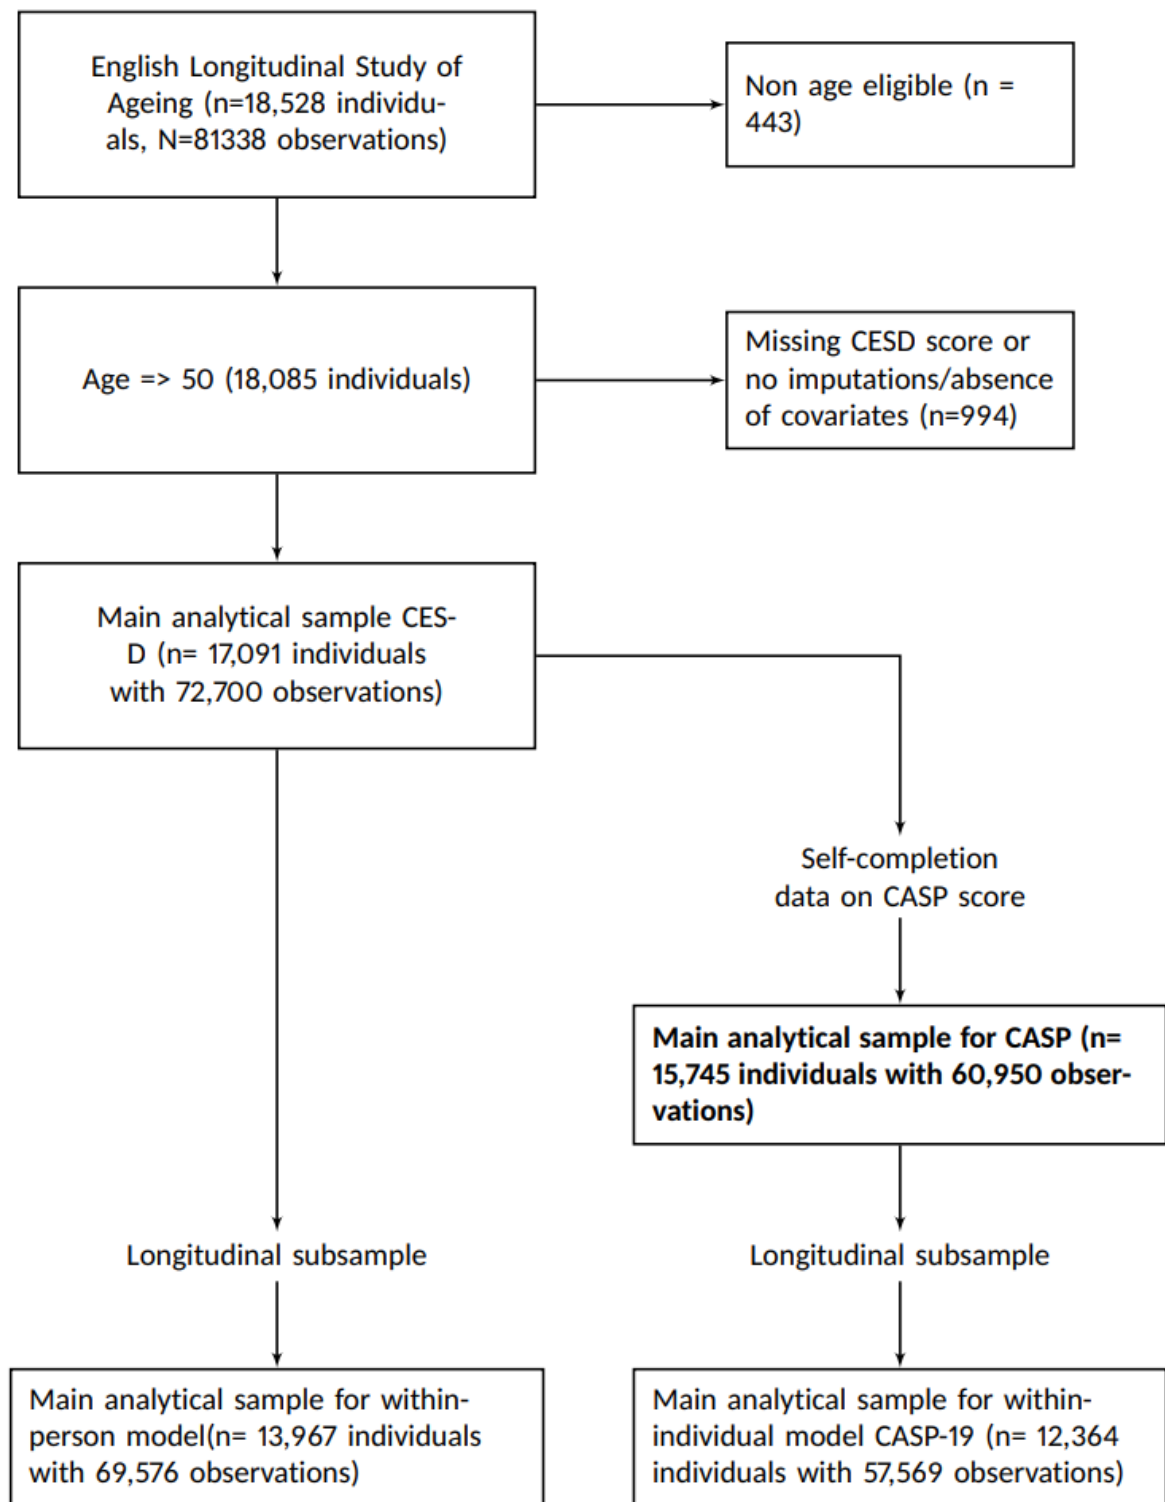 English Longitudinal Study of
Ageing (n=18,528 individu-
als, N=81338 observations)
Non age eligible (n =
443)
Age => 50 (18,085 individuals)
Missing CESD score or
no imputations/absence
of covariates (n=994)
Main analytical sample CES-
D (n= 17,091 individuals
with 72,700 observations)
Self-completion
data on CASP score
Main analytical sample for CASP (n=
15,745 individuals with 60,950 obser-
vations)
Longitudinal subsample
Longitudinal subsample
Main analytical sample for within-
person model(n= 13,967 individuals
with 69,576 observations)
Main analytical sample for within-
individual model CASP-19 (n= 12,364
individuals with 57,569 observations)